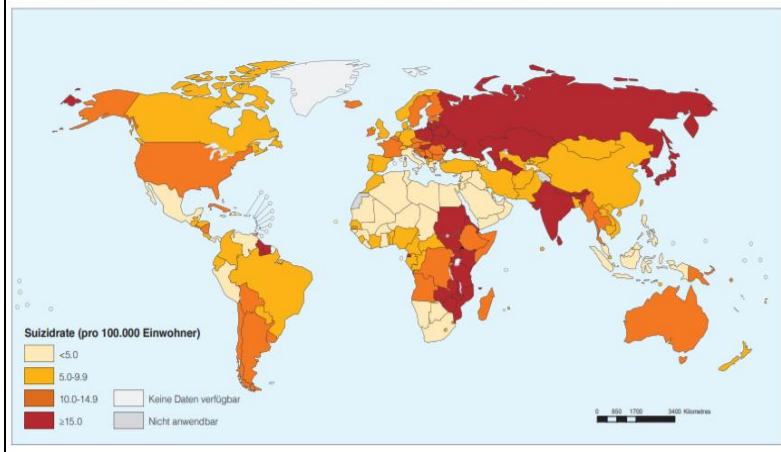 Suizidrate (pro 100.000 Einwohner)
<5.0
5.0-9.9
10.0-14.9
≥15.0
Keine Daten verfügbar
Nicht anwendbar
0 850 1700 3400 Kilometres